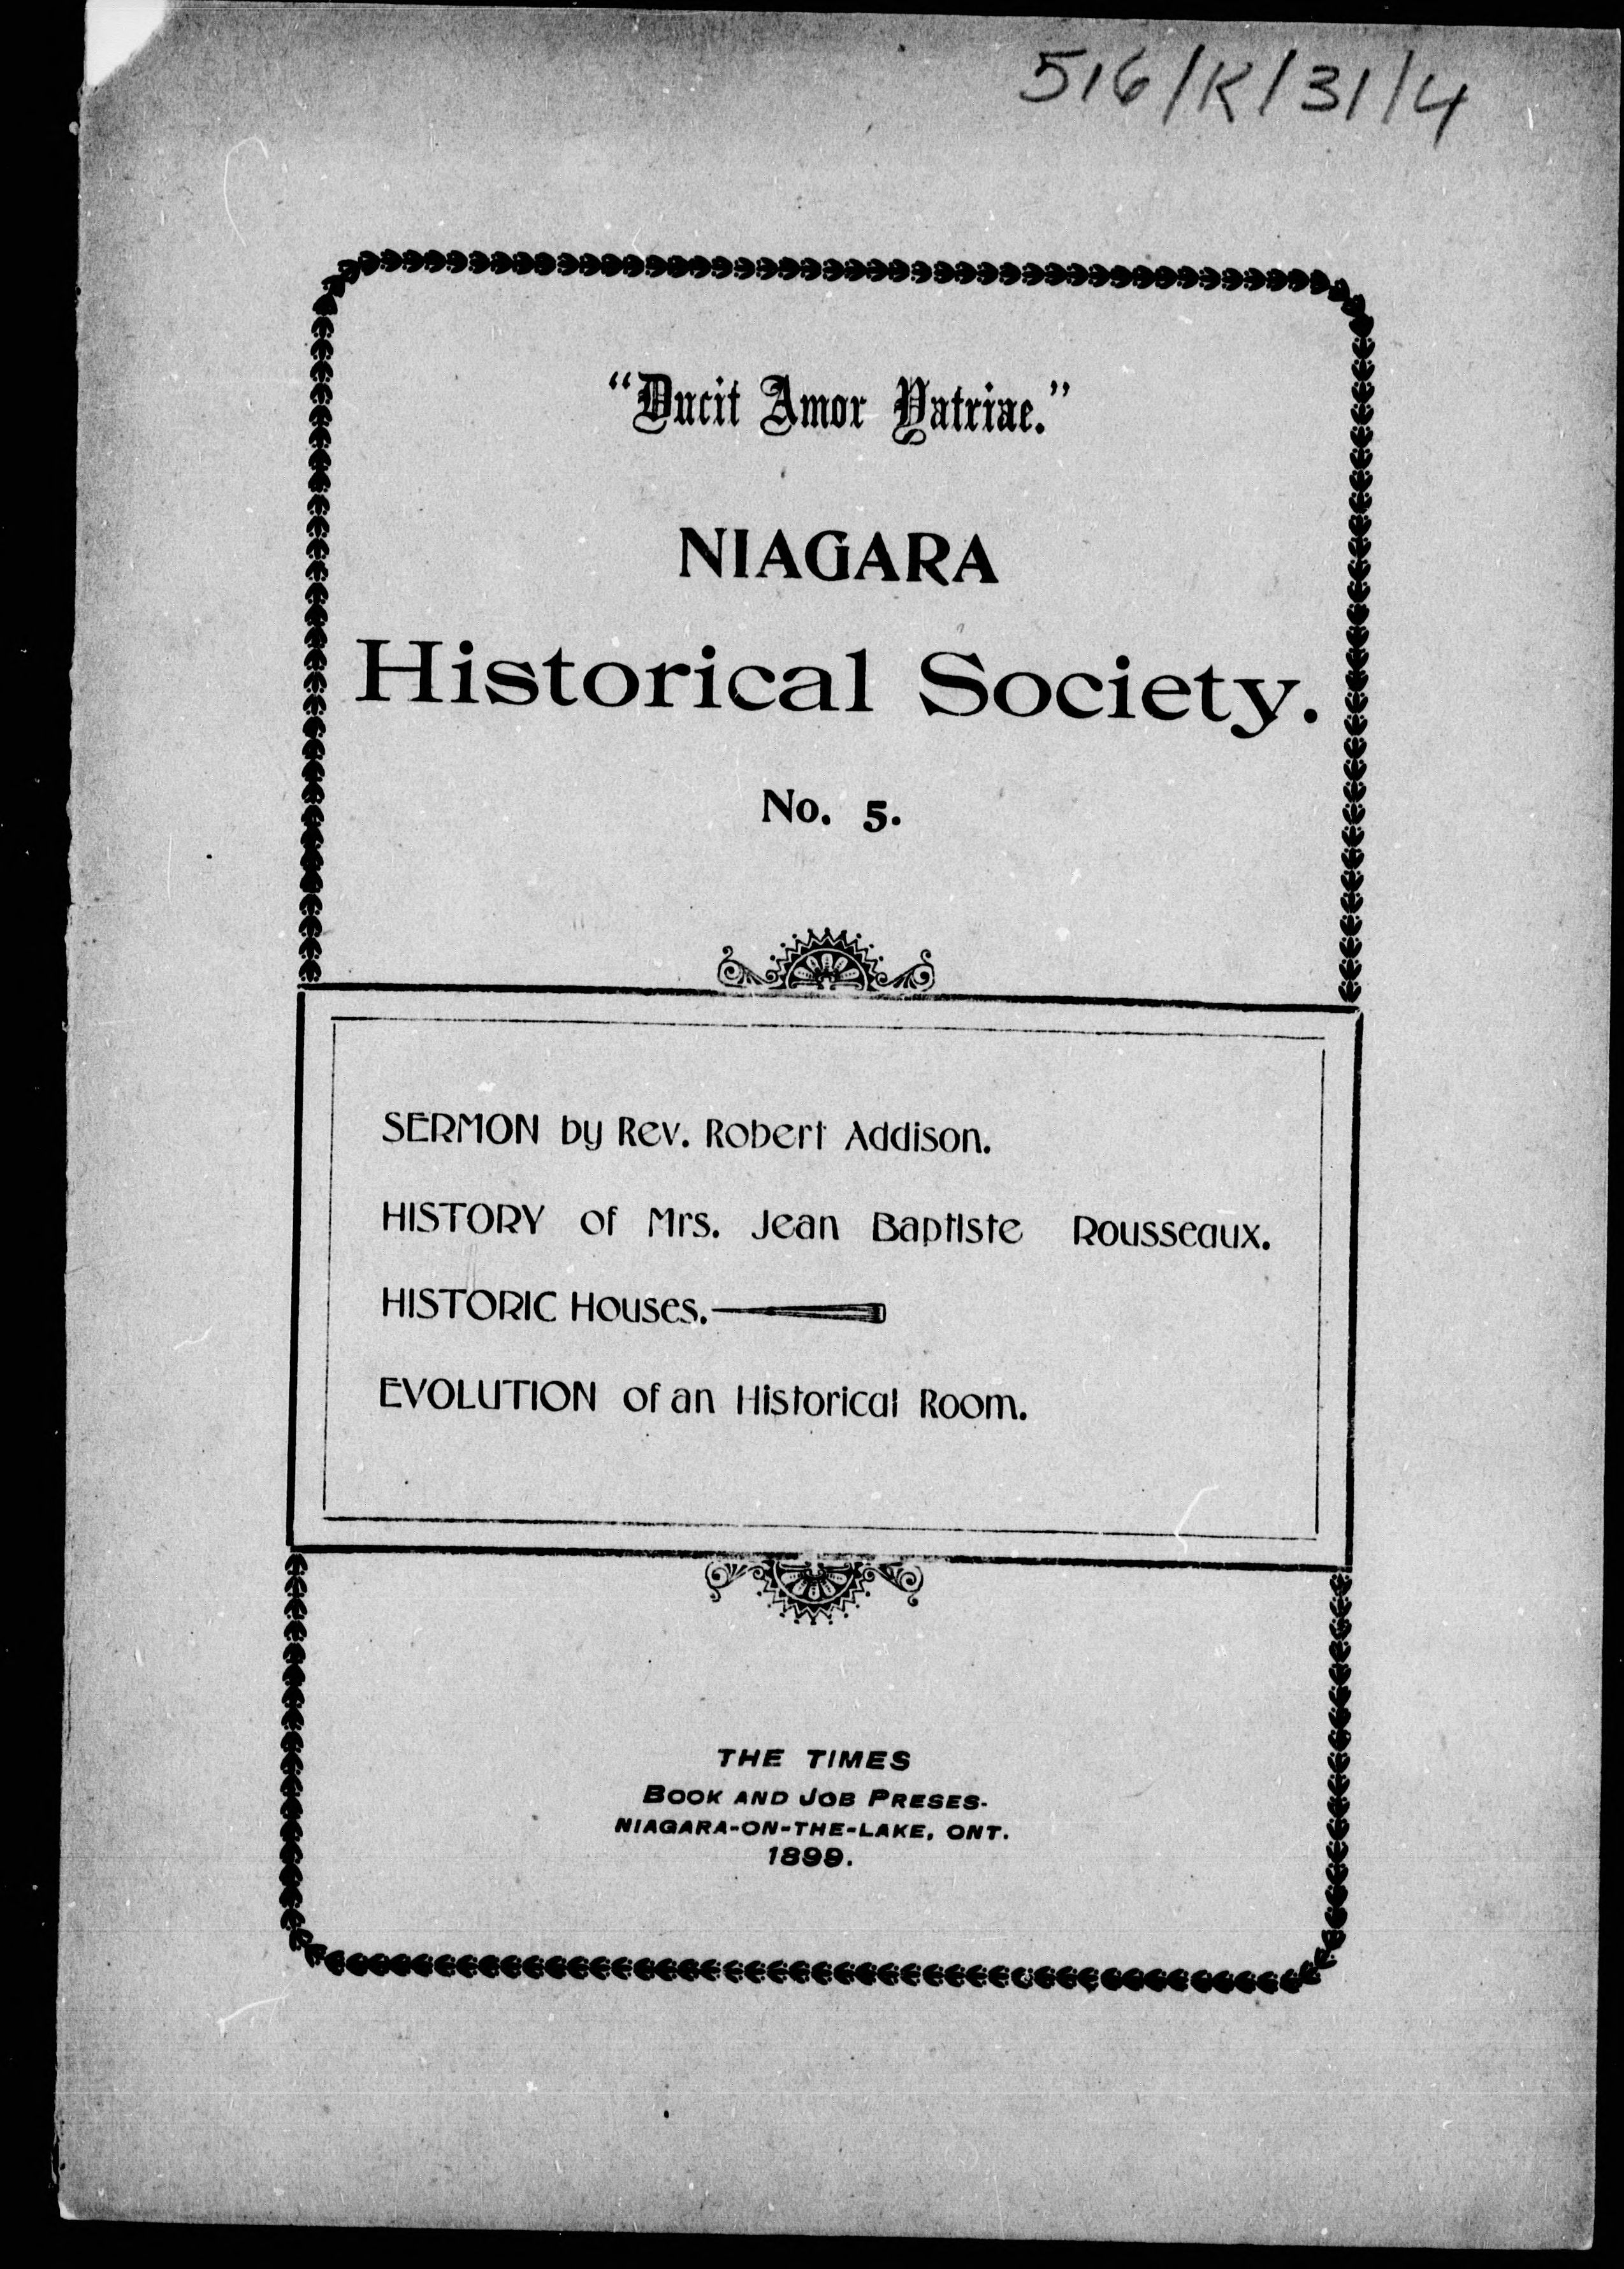 516/K/31/4
"Ducit Amor Patriae."
NIAGARA
Historical Society.
No. 5.
SERMON by Rev. Robert Addison.
HISTORY of Mrs. Jean Baptiste Rousseaux.
HISTORIC Houses.
EVOLUTION of an Historical Room.
THE TIMES
BOOK AND JOB PRESES.
NIAGARA-ON-THE-LAKE, ONT.
1899.